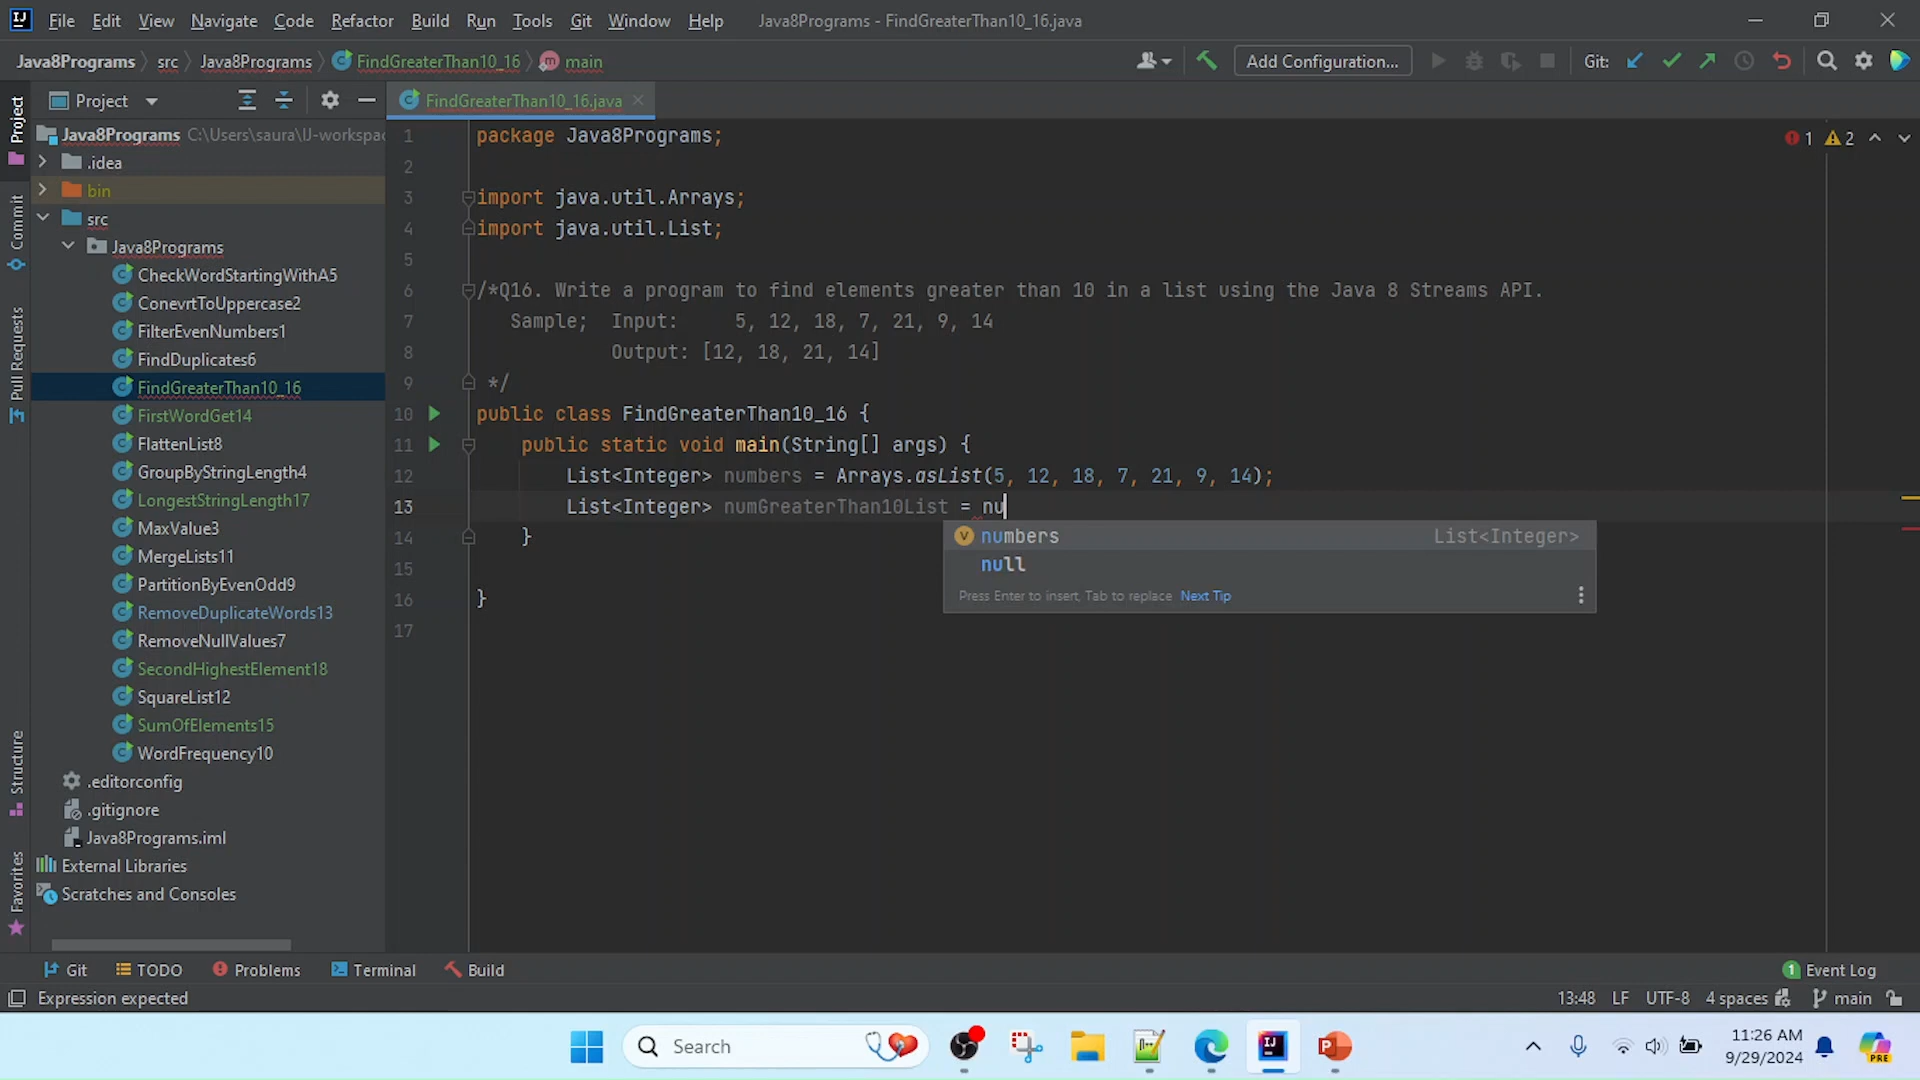 File Edit View Navigate Code Refactor Build Run Tools Git Window Help Java8Programs - FindGreaterThan10_16.java
Java8Programs src Java8Programs FindGreaterThan10_16 main Add Configuration... Git:
Project
FindGreaterThan10_16.java
Project
Commit
Pull Requests
Structure
Favorites
Java8Programs C:\Users\saura\IJ-workspac
.idea
bin
src
Java8Programs
CheckWordStartingWithA5
ConevrtToUppercase2
FilterEvenNumbers1
FindDuplicates6
FindGreaterThan10_16
FirstWordGet14
FlattenList8
GroupByStringLength4
LongestStringLength17
MaxValue3
MergeLists11
PartitionByEvenOdd9
RemoveDuplicateWords13
RemoveNullValues7
SecondHighestElement18
SquareList12
SumOfElements15
WordFrequency10
.editorconfig
.gitignore
Java8Programs.iml
External Libraries
Scratches and Consoles
1 package Java8Programs;
1 2
2
3 import java.util.Arrays;
4 import java.util.List;
5
6 /*Q16. Write a program to find elements greater than 10 in a list using the Java 8 Streams API.
7 Sample; Input: 5, 12, 18, 7, 21, 9, 14
8 Output: [12, 18, 21, 14]
9 */
10 public class FindGreaterThan10_16 {
11 public static void main(String[] args) {
12 List<Integer> numbers = Arrays.asList(5, 12, 18, 7, 21, 9, 14);
13 List<Integer> numGreaterThan10List = nu
14 }
15
16 }
17
numbers List<Integer>
null
Press Enter to insert, Tab to replace Next Tip
Git TODO Problems Terminal Build 1 Event Log
Expression expected 13:48 LF UTF-8 4 spaces main
Search
11:26 AM
9/29/2024
PRE